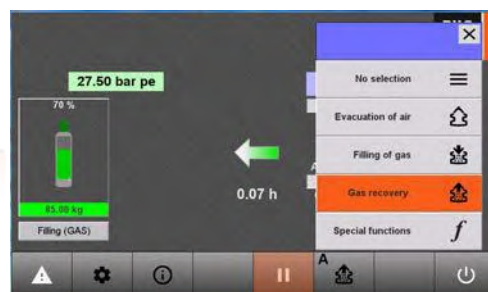 27.50 bar pe
70 %
85.00 kg
Filling (GAS)
0.07 h
No selection
Evacuation of air
Filling of gas
Gas recovery
Special functions f
A